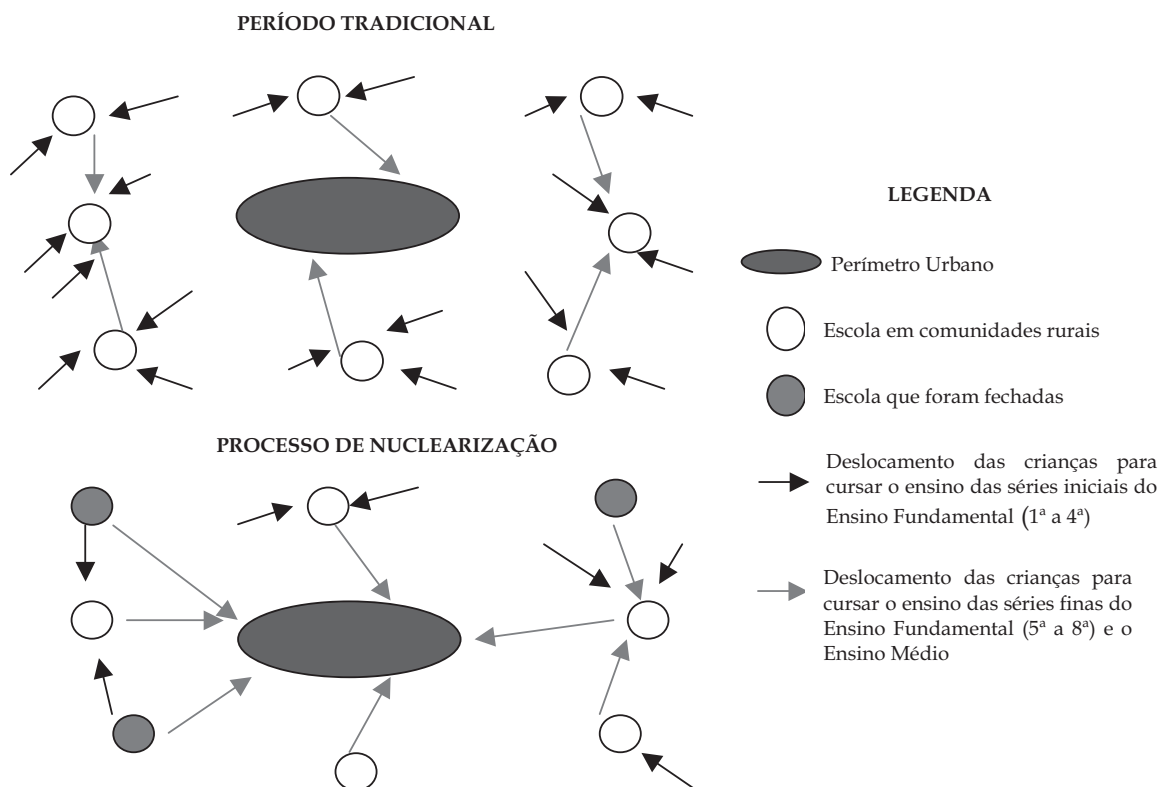 PERÍODO TRADICIONAL
PROCESSO DE NUCLEARIZAÇÃO
LEGENDA
Perímetro Urbano
Escola em comunidades rurais
Escola que foram fechadas
Deslocamento das crianças para
cursar o ensino das séries iniciais do
Ensino Fundamental (1ª a 4ª)
Deslocamento das crianças para
cursar o ensino das séries finas do
Ensino Fundamental (5ª a 8ª) e o
Ensino Médio